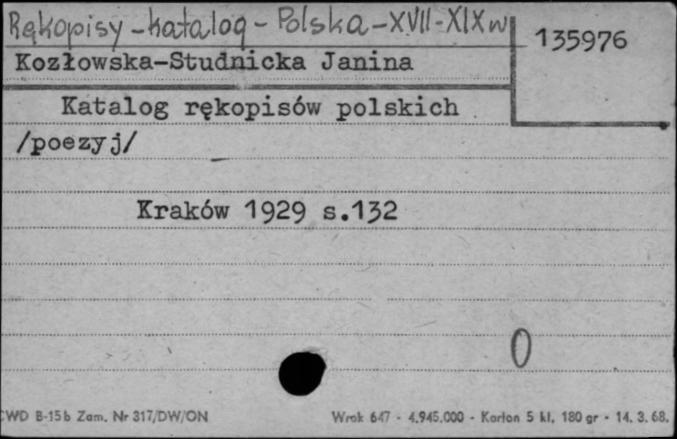 Rękopisy - katalog - Polska - XVII - XIX w
135976
Kozłowska-Studnicka Janina
Katalog rękopisów polskich
/poezyj/
Kraków 1929 s.132
0
CWD B-15b Zam. Nr 317/DW/ON
Wrok 647 - 4.945.000 - Karton 5 kl. 180 gr - 14. 3. 68.